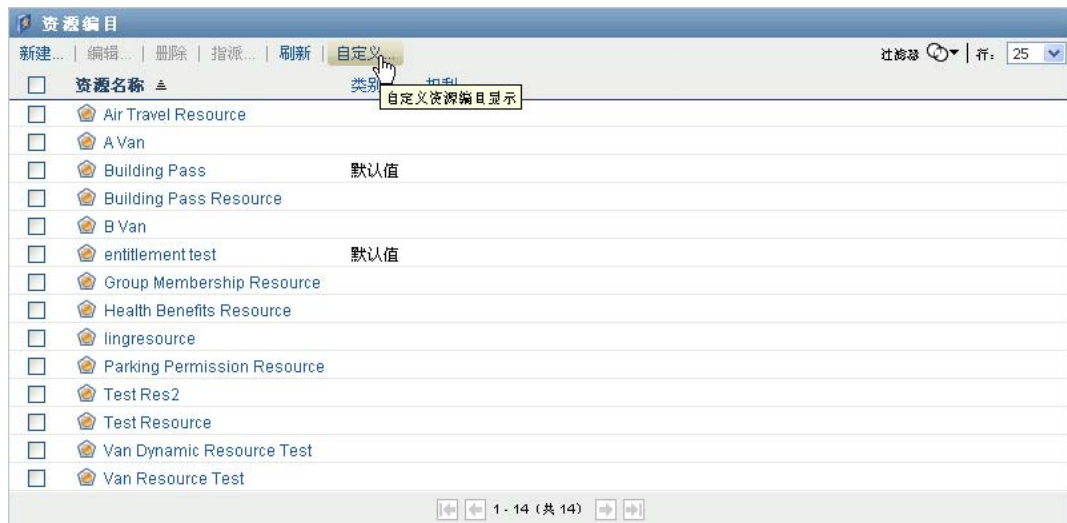 资源编目
新建... | 编辑... | 删除 | 指派... | 刷新 | 自定义... 过滤器 | 行: 25
资源名称 类别 权利
自定义资源编目显示
Air Travel Resource
A Van
Building Pass 默认值
Building Pass Resource
B Van
entitlement test 默认值
Group Membership Resource
Health Benefits Resource
lingresource
Parking Permission Resource
Test Res2
Test Resource
Van Dynamic Resource Test
Van Resource Test
1 - 14 (共 14)